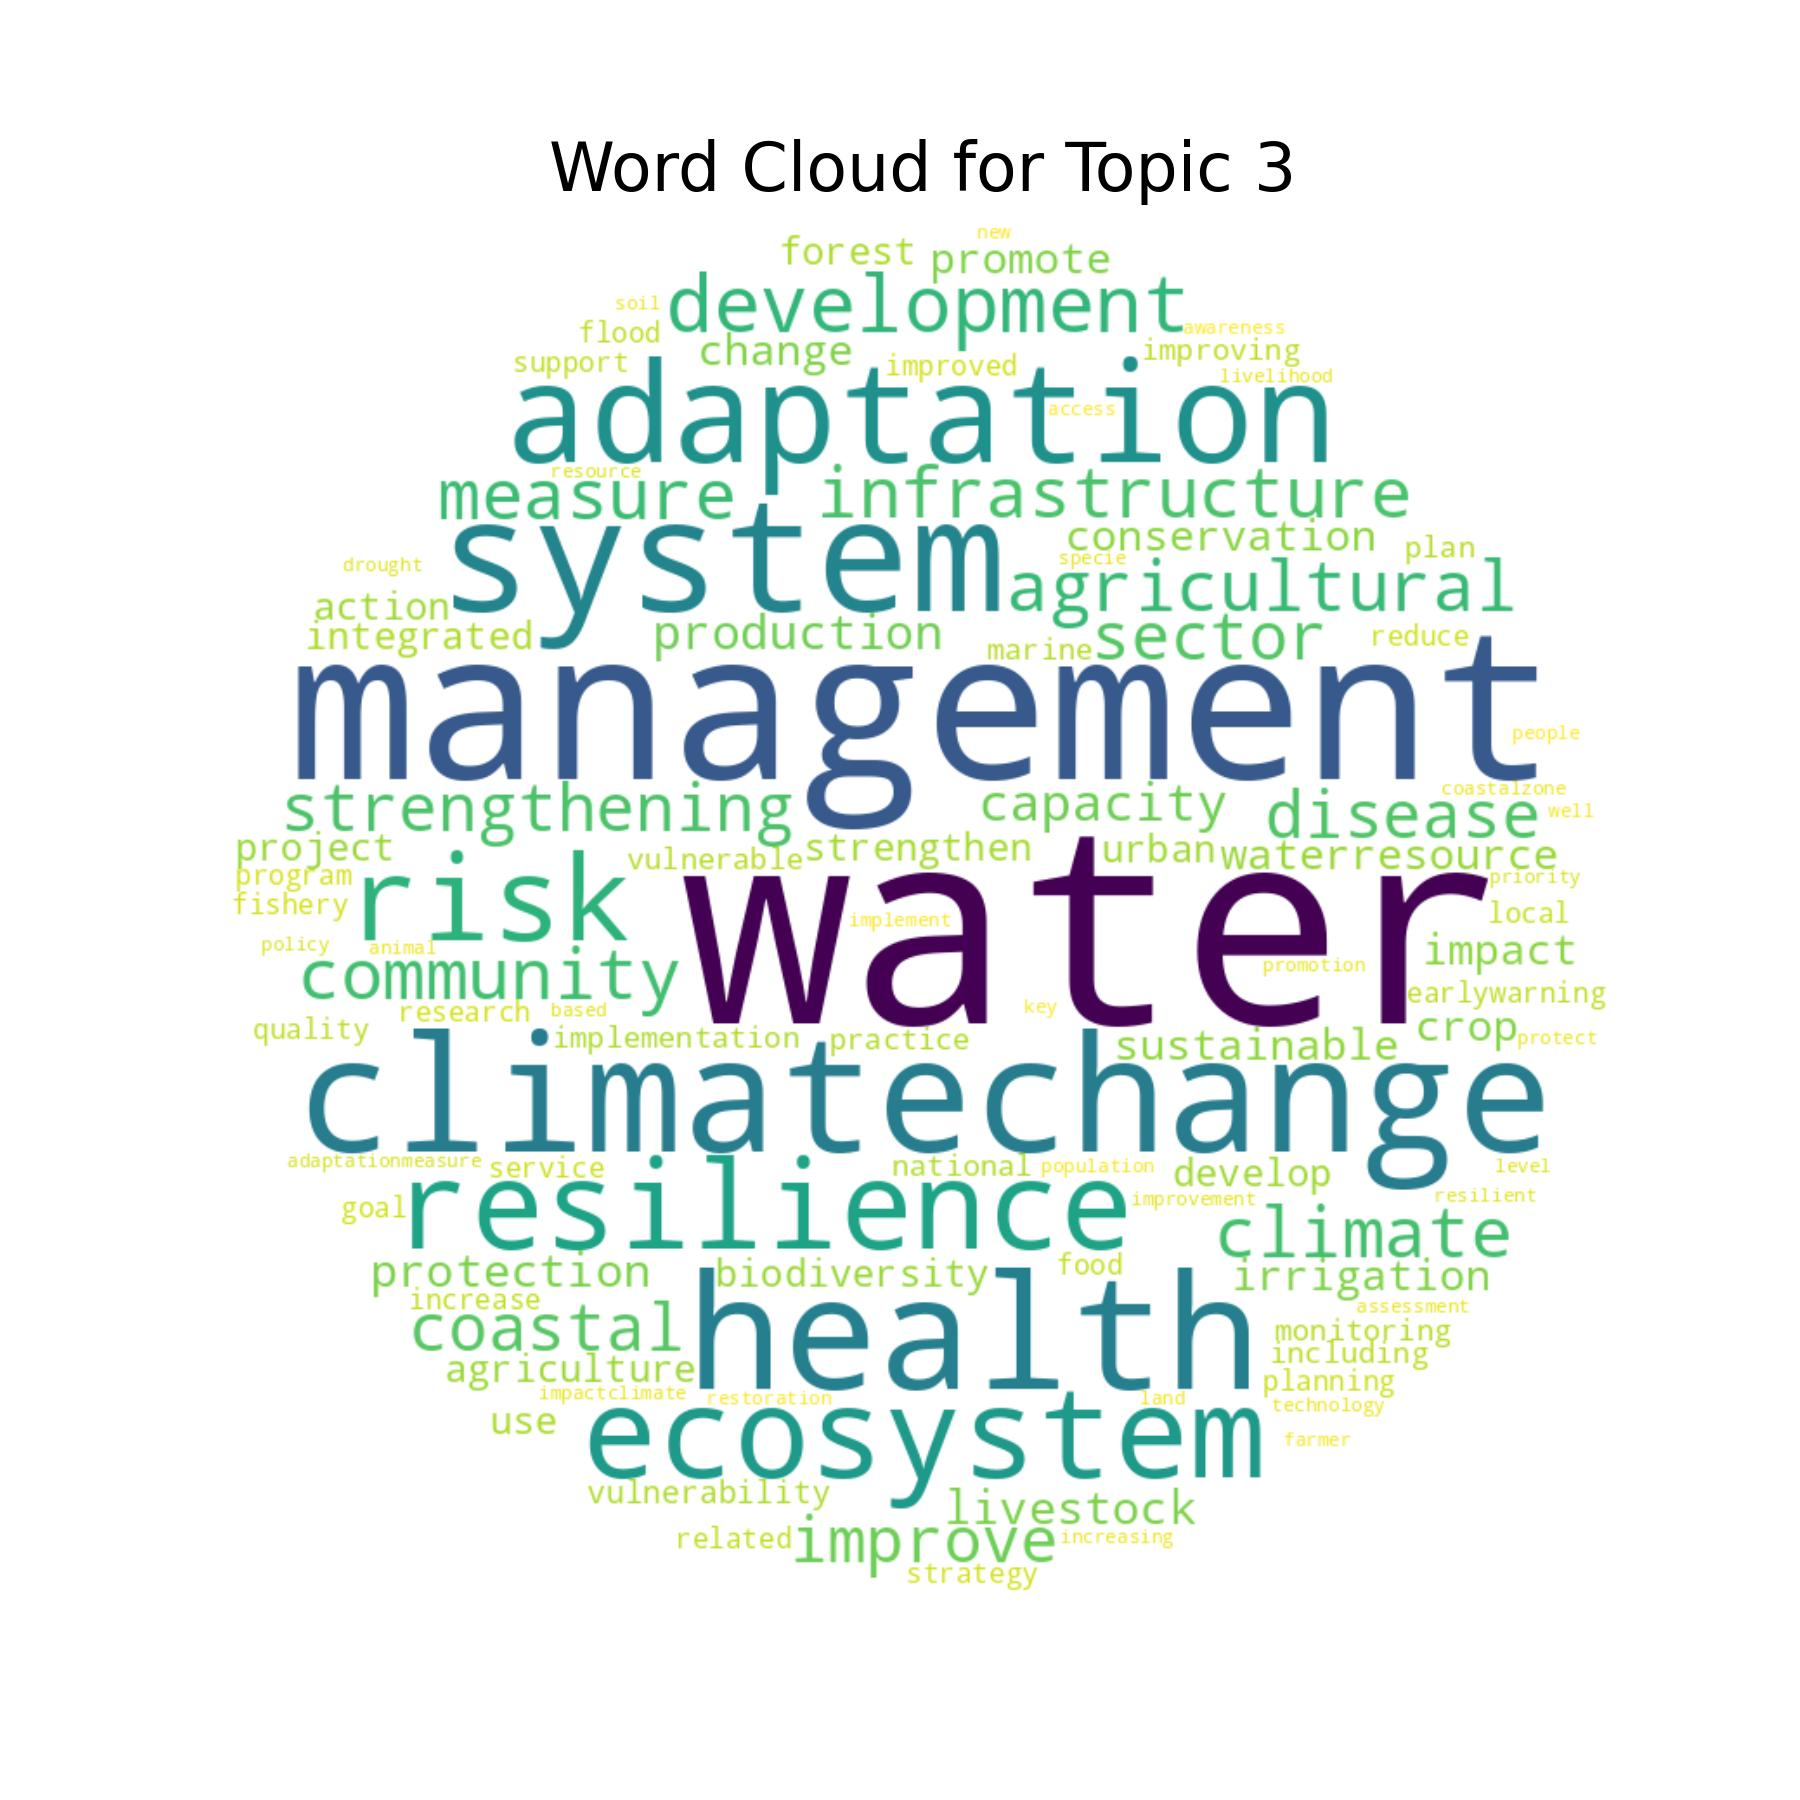 Word Cloud for Topic 3
new
forest promote
soil development awareness
flood
support change improved improving
livelihood
adaptation access
resource
measure infrastructure
system conservation plan
drought specie
action agricultural
integrated production marine sector reduce
management
people
coastalzone
strengthening capacity disease well
project vulnerable strengthen urban waterresource
program priority
fishery risk water implement local
policy animal
community promotion impact
earlywarning
research based key
quality implementation practice sustainable crop protect
climatechange
adaptationmeasure service national population develop level
goal resilience improvement resilient
climate
protection biodiversity food irrigation
increase health assessment
coastal monitoring
including
agriculture planning
impactclimate restoration land technology
use ecosystem farmer
vulnerability livestock
related improve increasing
strategy